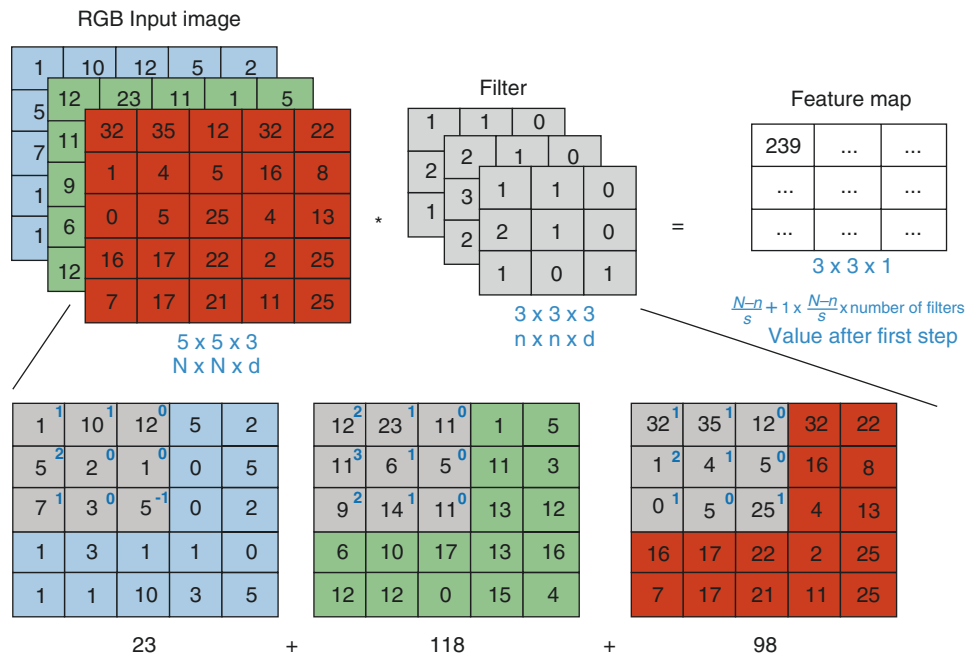 RGB Input image
1 10 12 5 2
5
7
1
1
12 23 11 1 5
11
9
6
12
32 35 12 32 22
1 4 5 16 8
0 5 25 4 13
16 17 22 2 25
7 17 21 11 25
5 x 5 x 3
N x N x d
*
Filter
1 1 0
2
1
2 1 0
3
2
1 1 0
2 1 0
1 0 1
3 x 3 x 3
n x n x d
=
Feature map
239 ... ...
... ... ...
... ... ...
3 x 3 x 1
N–n/s + 1 x N–n/s x number of filters
Value after first step
1 1 10 1 12 0 5 2
5 2 2 0 1 0 0 5
7 1 3 0 5 -1 0 2
1 3 1 1 0
1 1 10 3 5
12 2 23 1 11 0 1 5
11 3 6 1 5 0 11 3
9 2 14 1 11 0 13 12
6 10 17 13 16
12 12 0 15 4
32 1 35 1 12 0 32 22
1 2 4 1 5 0 16 8
0 1 5 0 25 1 4 13
16 17 22 2 25
7 17 21 11 25
23 + 118 + 98